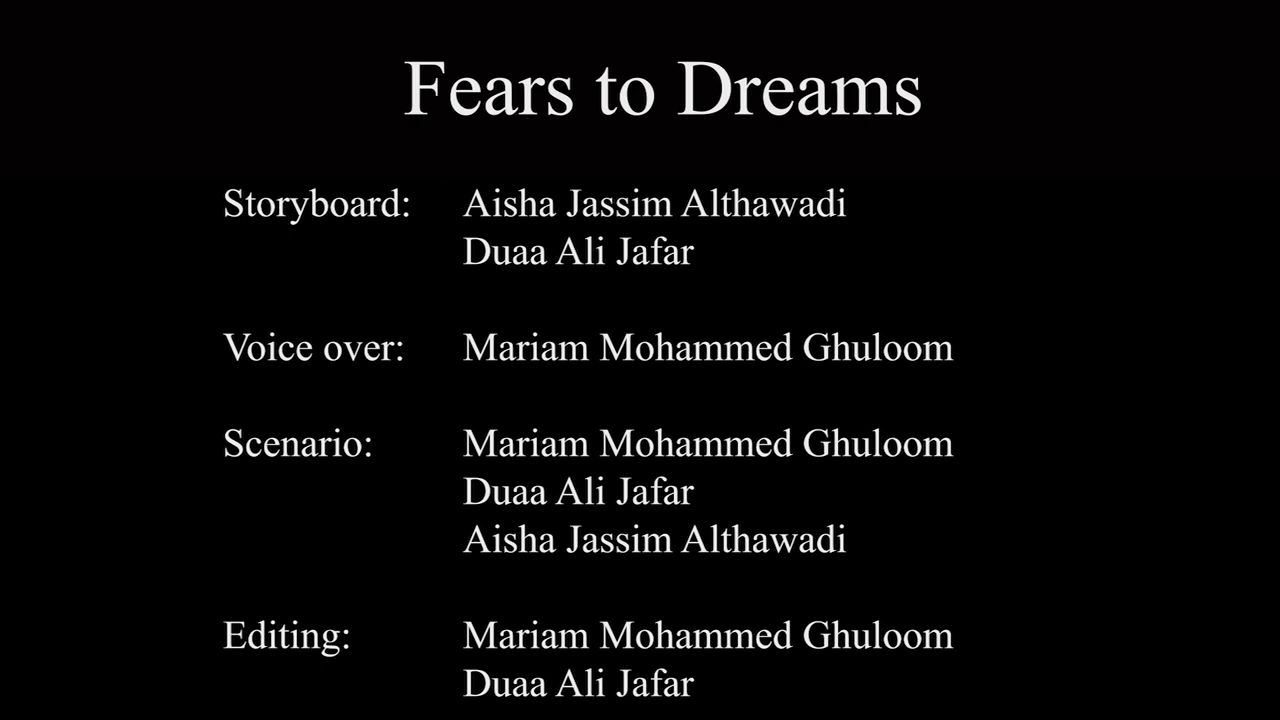 Fears to Dreams
Storyboard: Aisha Jassim Althawadi
Duaa Ali Jafar
Voice over: Mariam Mohammed Ghuloom
Scenario: Mariam Mohammed Ghuloom
Duaa Ali Jafar
Aisha Jassim Althawadi
Editing: Mariam Mohammed Ghuloom
Duaa Ali Jafar